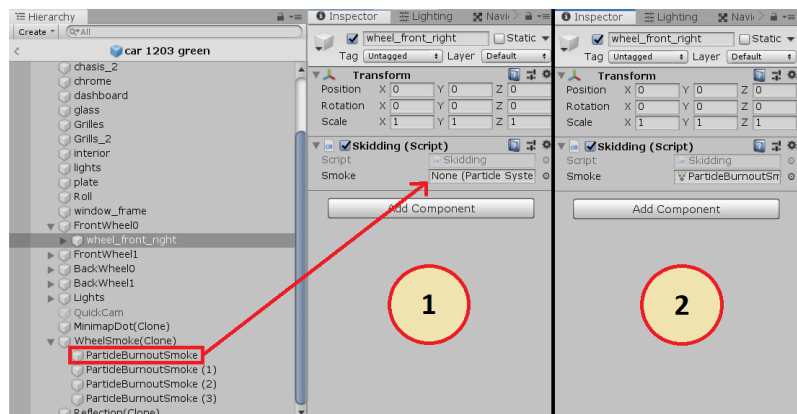 Hierarchy
Create
Q▾All
car 1203 green
chasis_2
chrome
dashboard
glass
Grilles
Grills_2
interior
lights
plate
Roll
window_frame
FrontWheel0
wheel_front_right
FrontWheel1
BackWheel0
BackWheel1
Lights
QuickCam
MinimapDot(Clone)
WheelSmoke(Clone)
ParticleBurnoutSmoke
ParticleBurnoutSmoke (1)
ParticleBurnoutSmoke (2)
ParticleBurnoutSmoke (3)
Reflection(Clone)
Inspector Lighting Navi
wheel_front_right Static
Tag Untagged Layer Default
Transform
Position X 0 Y 0 Z 0
Rotation X 0 Y 0 Z 0
Scale X 1 Y 1 Z 1
Skidding (Script)
Script Skidding
Smoke None (Particle Syste
Add Component
1
Inspector Lighting Navi
wheel_front_right Static
Tag Untagged Layer Default
Transform
Position X 0 Y 0 Z 0
Rotation X 0 Y 0 Z 0
Scale X 1 Y 1 Z 1
Skidding (Script)
Script Skidding
Smoke ParticleBurnoutSm
Add Component
2